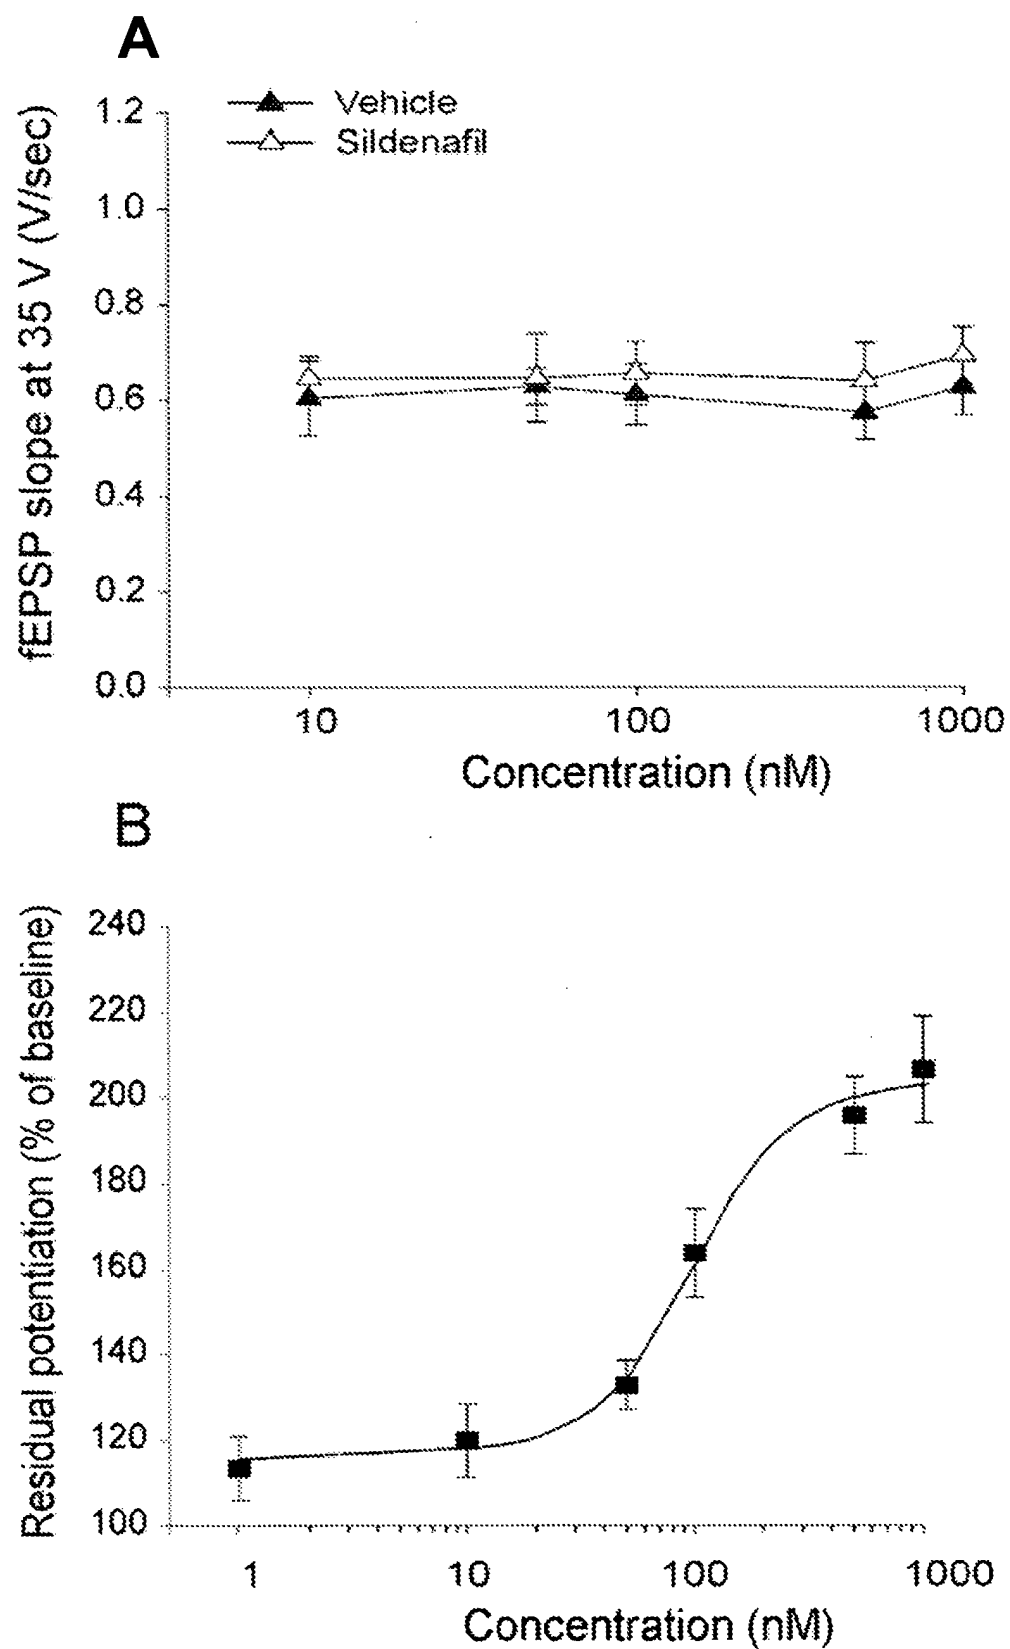 A
Vehicle
Sildenafil
fEPSP slope at 35 V (V/sec)
1.2
1.0
0.8
0.6
0.4
0.2
0.0
10 100 1000
Concentration (nM)
B
Residual potentiation (% of baseline)
240
220
200
180
160
140
120
100
1 10 100 1000
Concentration (nM)